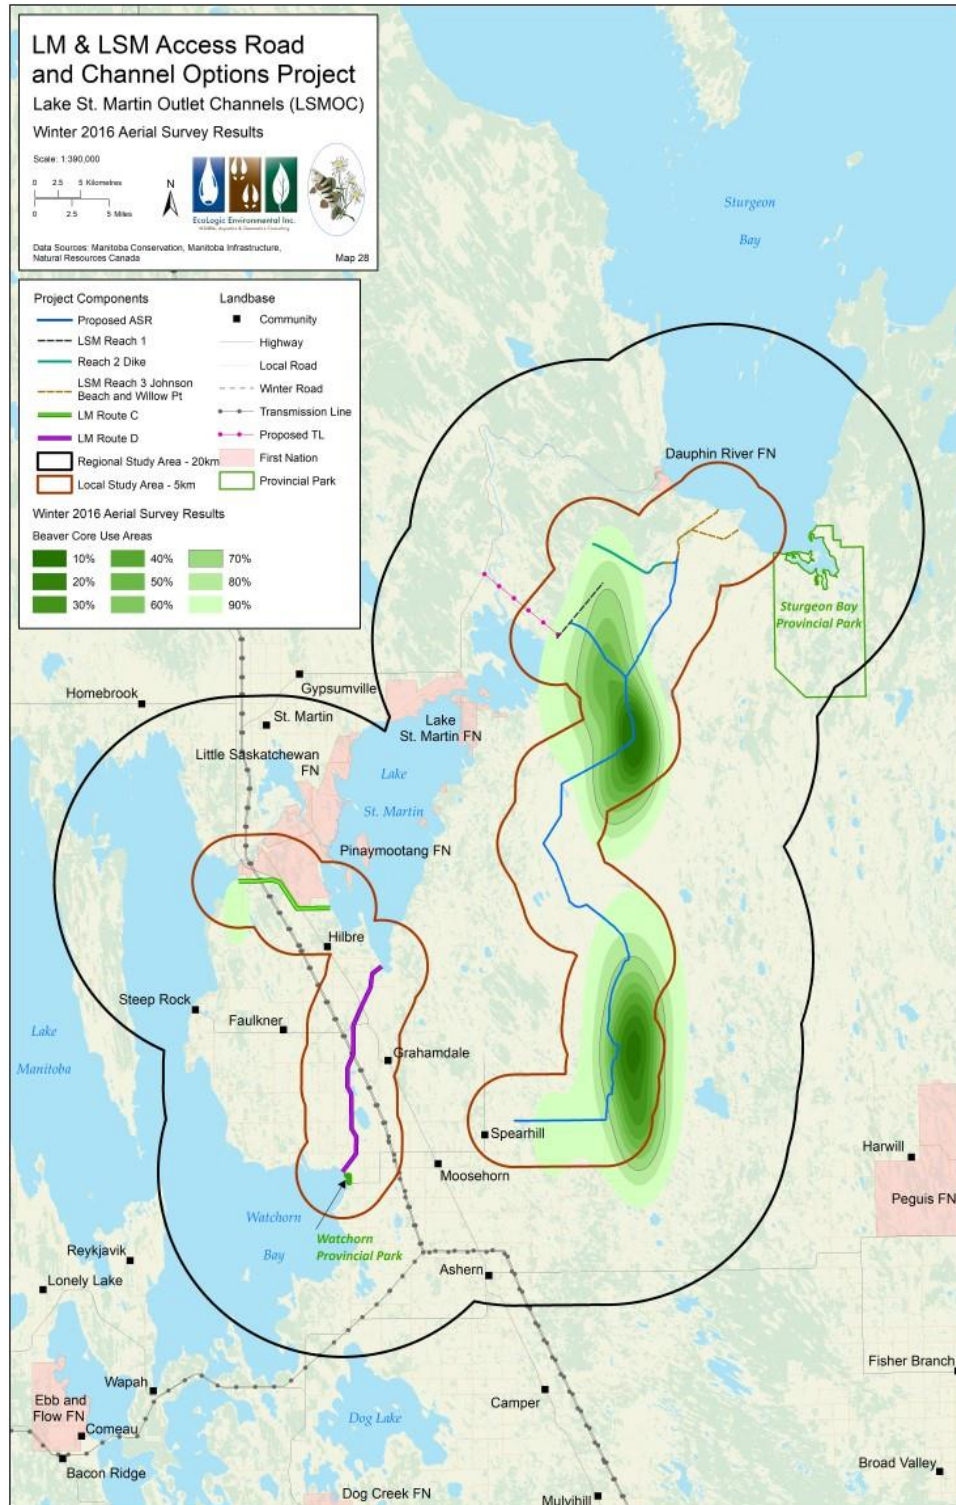 LM & LSM Access Road
and Channel Options Project
Lake St. Martin Outlet Channels (LSMOC)
Winter 2016 Aerial Survey Results
Scale: 1:390,000
0 2.5 5 Kilometres
0 2.5 5 Miles
N
EcoLogic Environmental Inc.
Data Sources: Manitoba Conservation, Manitoba Infrastructure,
Natural Resources Canada
Map 28
Project Components
Proposed ASR
LSM Reach 1
Reach 2 Dike
LSM Reach 3 Johnson
Beach and Willow Pt
LM Route C
LM Route D
Regional Study Area - 20km
Local Study Area - 5km
Landbase
Community
Highway
Local Road
Winter Road
Transmission Line
Proposed TL
First Nation
Provincial Park
Winter 2016 Aerial Survey Results
Beaver Core Use Areas
10% 40% 70%
20% 50% 80%
30% 60% 90%
Sturgeon
Bay
Dauphin River FN
Sturgeon Bay
Provincial Park
Gypsumville
Homebrook
St. Martin
Lake
St. Martin FN
Little Saskatchewan
FN
Lake
St. Martin
Pinaymootang FN
Hilbre
Steep Rock
Faulkner
Lake
Manitoba
Grahamdale
Spearhill
Harwill
Moosehorn
Peguis FN
Watchorn
Bay
Watchorn
Provincial Park
Reykjavik
Lonely Lake
Ashern
Fisher Branch
Wapah
Ebb and
Flow FN
Camper
Comeau
Dog Lake
Bacon Ridge
Broad Valley
Dog Creek FN
Mulvihill